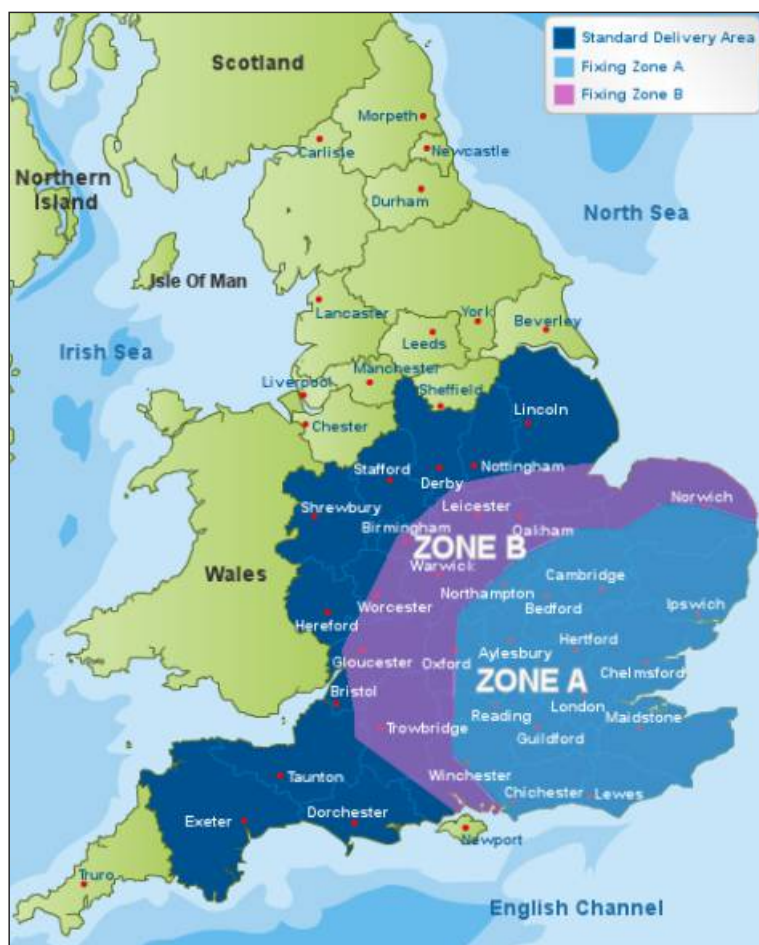 Standard Delivery Area
Fixing Zone A
Fixing Zone B
Scotland
Morpeth
Carlisle
Newcastle
Northern
Island
Durham
North Sea
Isle Of Man
Lancaster
York
Beverley
Irish Sea
Leeds
Manchester
Liverpool
Sheffield
Chester
Lincoln
Stafford
Derby
Nottingham
Shrewbury
Leicester
Norwich
Birmingham
Oakham
ZONE B
Wales
Warwick
Cambridge
Worcester
Northampton
Bedford
Ipswich
Hereford
Gloucester
Oxford
Aylesbury
Hertford
Chelmsford
ZONE A
Bristol
London
Reading
Maidstone
Trowbridge
Guildford
Winchester
Taunton
Chichester
Lewes
Exeter
Dorchester
Newport
Truro
English Channel